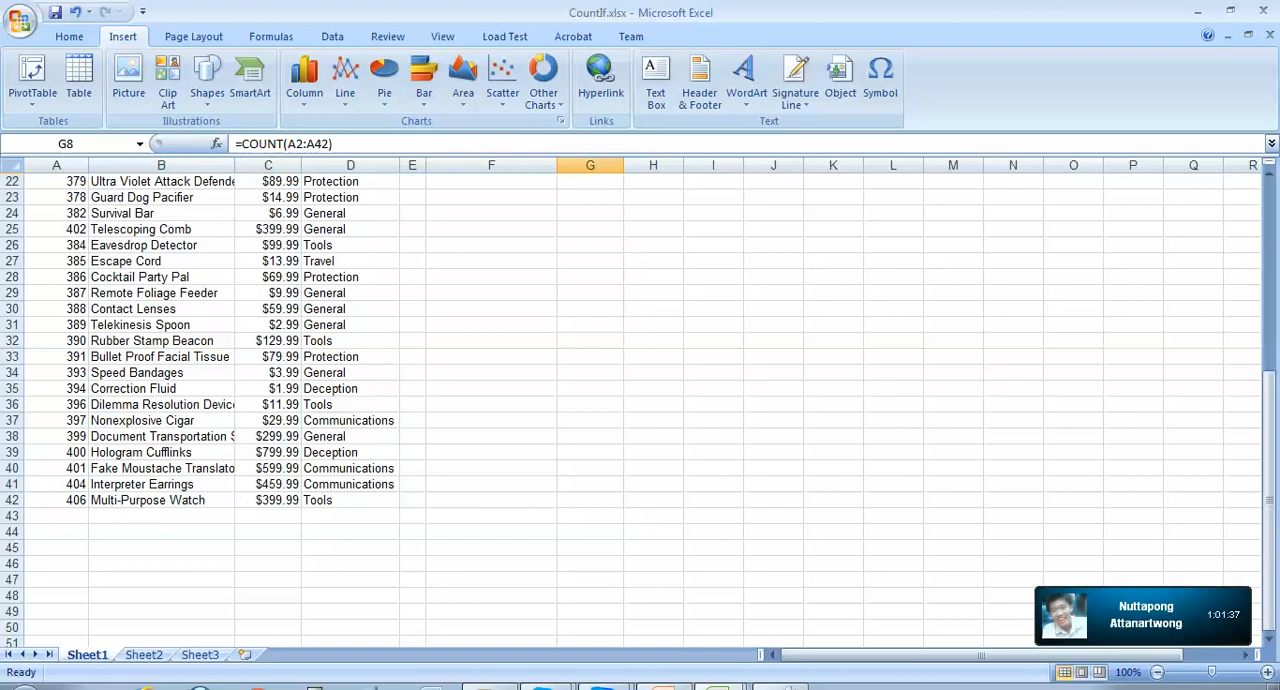 CountIf.xlsx - Microsoft Excel
Home Insert Page Layout Formulas Data Review View Load Test Acrobat Team
PivotTable Table Picture Clip Art Shapes SmartArt Column Line Pie Bar Area Scatter Other Charts Hyperlink Text Box Header & Footer WordArt Signature Line Object Symbol
Tables Illustrations Charts Links Text
G8 fx =COUNT(A2:A42)
A B C D E F G H I J K L M N O P Q R
22 379 Ultra Violet Attack Defende $89.99 Protection
23 378 Guard Dog Pacifier $14.99 Protection
24 382 Survival Bar $6.99 General
25 402 Telescoping Comb $399.99 General
26 384 Eavesdrop Detector $99.99 Tools
27 385 Escape Cord $13.99 Travel
28 386 Cocktail Party Pal $69.99 Protection
29 387 Remote Foliage Feeder $9.99 General
30 388 Contact Lenses $59.99 General
31 389 Telekinesis Spoon $2.99 General
32 390 Rubber Stamp Beacon $129.99 Tools
33 391 Bullet Proof Facial Tissue $79.99 Protection
34 393 Speed Bandages $3.99 General
35 394 Correction Fluid $1.99 Deception
36 396 Dilemma Resolution Device $11.99 Tools
37 397 Nonexplosive Cigar $29.99 Communications
38 399 Document Transportation S $299.99 General
39 400 Hologram Cufflinks $799.99 Deception
40 401 Fake Moustache Translato $599.99 Communications
41 404 Interpreter Earrings $459.99 Communications
42 406 Multi-Purpose Watch $399.99 Tools
43
44
45
46
47
48
49
50
51
Nuttapong
Attanartwong
1:01:37
Sheet1 Sheet2 Sheet3
Ready 100%